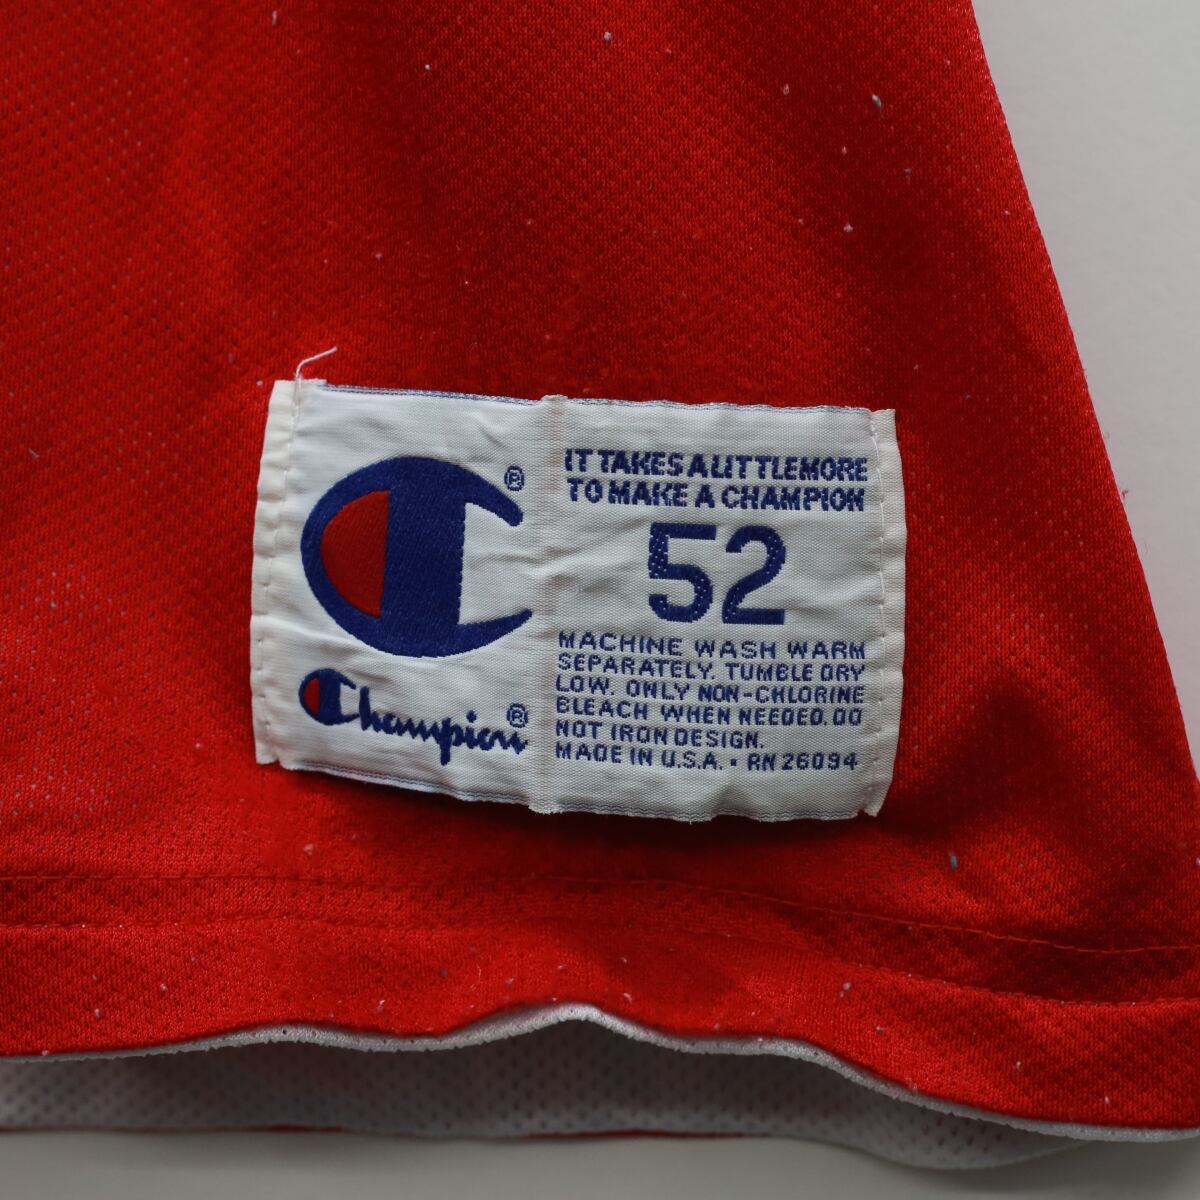 IT TAKES A LITTLE MORE
TO MAKE A CHAMPION
52
MACHINE WASH WARM
SEPARATELY. TUMBLE DRY
LOW. ONLY NON-CHLORINE
BLEACH WHEN NEEDED. DO
NOT IRON DESIGN.
MADE IN U.S.A. • RN 26094
®
Champion®